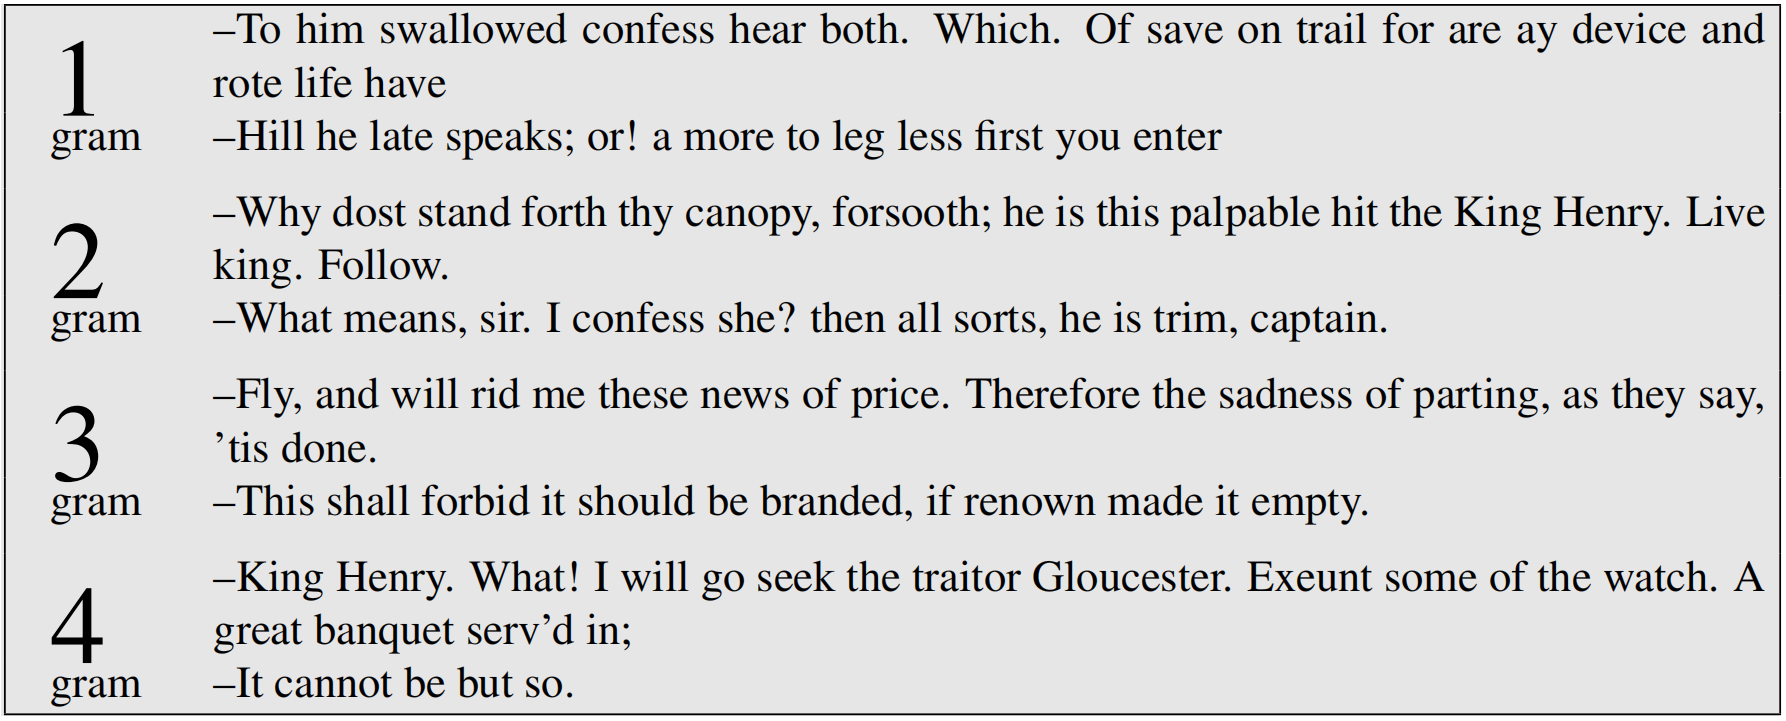 1
gram
–To him swallowed confess hear both. Which. Of save on trail for are ay device and
rote life have
–Hill he late speaks; or! a more to leg less first you enter
2
gram
–Why dost stand forth thy canopy, forsooth; he is this palpable hit the King Henry. Live
king. Follow.
–What means, sir. I confess she? then all sorts, he is trim, captain.
3
gram
–Fly, and will rid me these news of price. Therefore the sadness of parting, as they say,
’tis done.
–This shall forbid it should be branded, if renown made it empty.
4
gram
–King Henry. What! I will go seek the traitor Gloucester. Exeunt some of the watch. A
great banquet serv’d in;
–It cannot be but so.